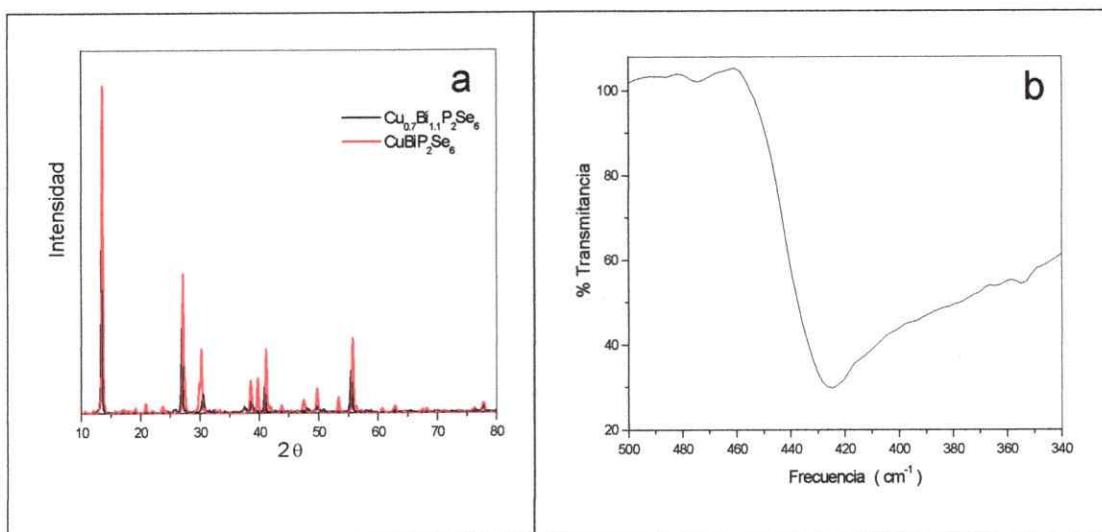 a
Cu₀.₇Bi₁.₁P₂Se₆
CuBiP₂Se₆
Intensidad
10 20 30 40 50 60 70 80
2θ
b
% Transmitancia
100
80
60
40
20
500 480 460 440 420 400 380 360 340
Frecuencia ( cm⁻¹)